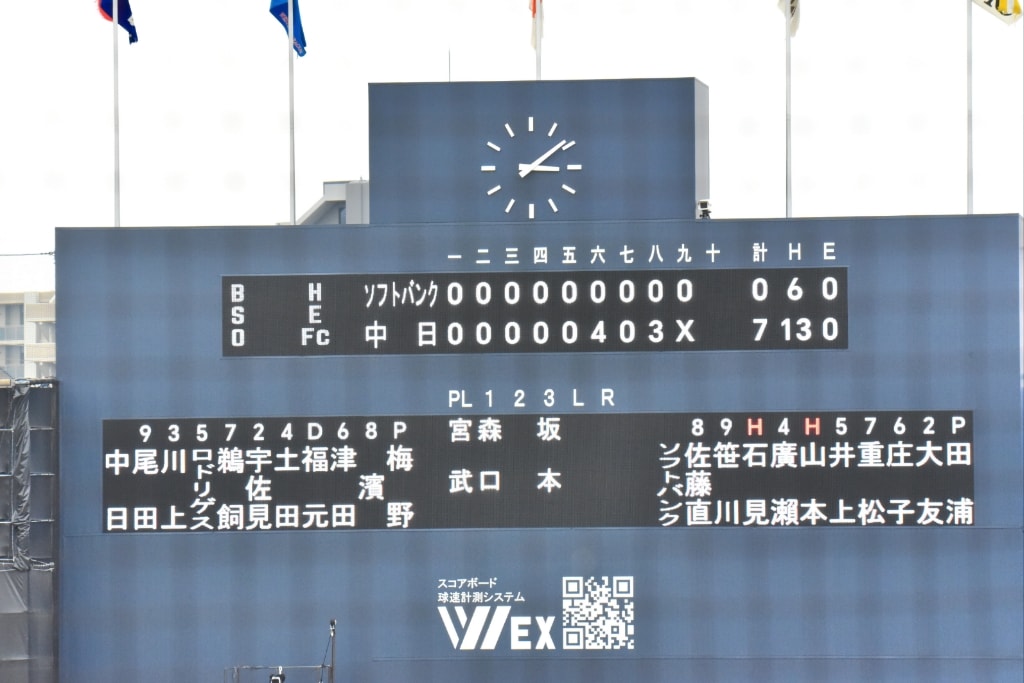 一 二 三 四 五 六 七 八 九 十 計 H E
B H ソフトバンク 0 0 0 0 0 0 0 0 0 0 6 0
S E
O Fc 中日 0 0 0 0 0 4 0 3 X 7 13 0
PL 1 2 3 L R
9 3 5 7 2 4 D 6 8 P
中日
尾田
川上
ロドリゲス
鵜飼
宇佐見
土田
福元
津田
濱
梅野
宮武
森口
坂本
8 9 H 4 H 5 7 6 2 P
ソフトバンク
佐藤直
笹川
石見
廣瀬
山本
井上
重松
庄子
大友
田浦
スコアボード
球速計測システム
WEX